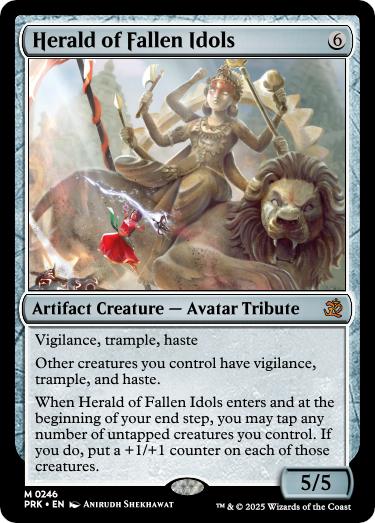 Herald of Fallen Idols 6
Artifact Creature — Avatar Tribute
Vigilance, trample, haste
Other creatures you control have vigilance,
trample, and haste.
When Herald of Fallen Idols enters and at the
beginning of your end step, you may tap any
number of untapped creatures you control. If
you do, put a +1/+1 counter on each of those
creatures.
5/5
M 0246
PRK • EN Anirudh Shekhawat
™ & © 2025 Wizards of the Coast